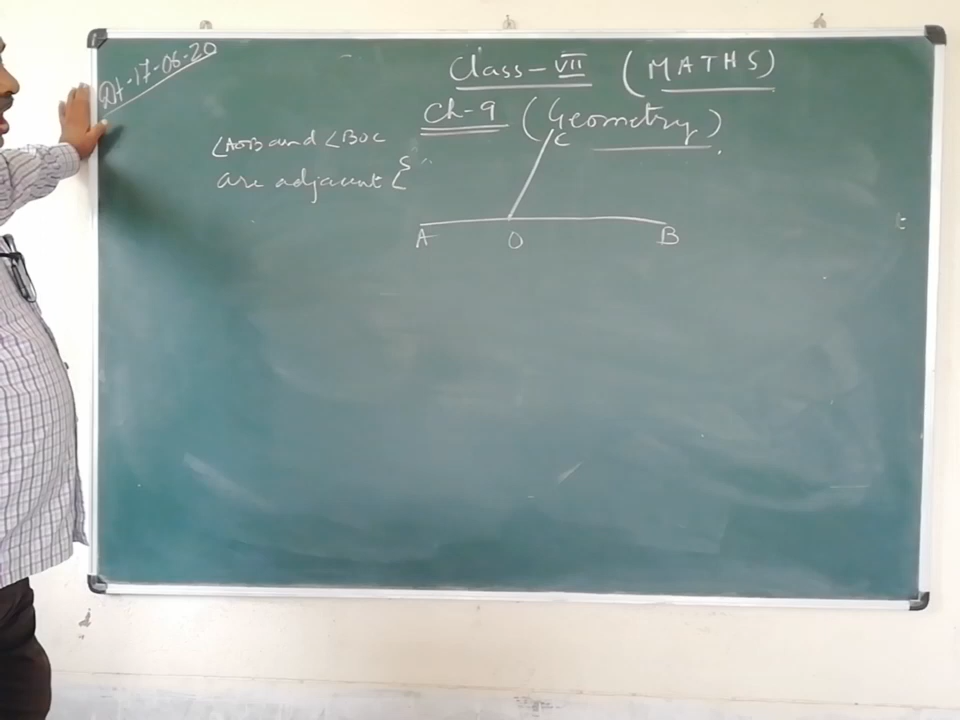 Dt-17-06-20
Class-VII (MATHS)
Ch-9 (Geometry)
∠AOB and ∠BOC
are adjacent ∠s
C
A O B